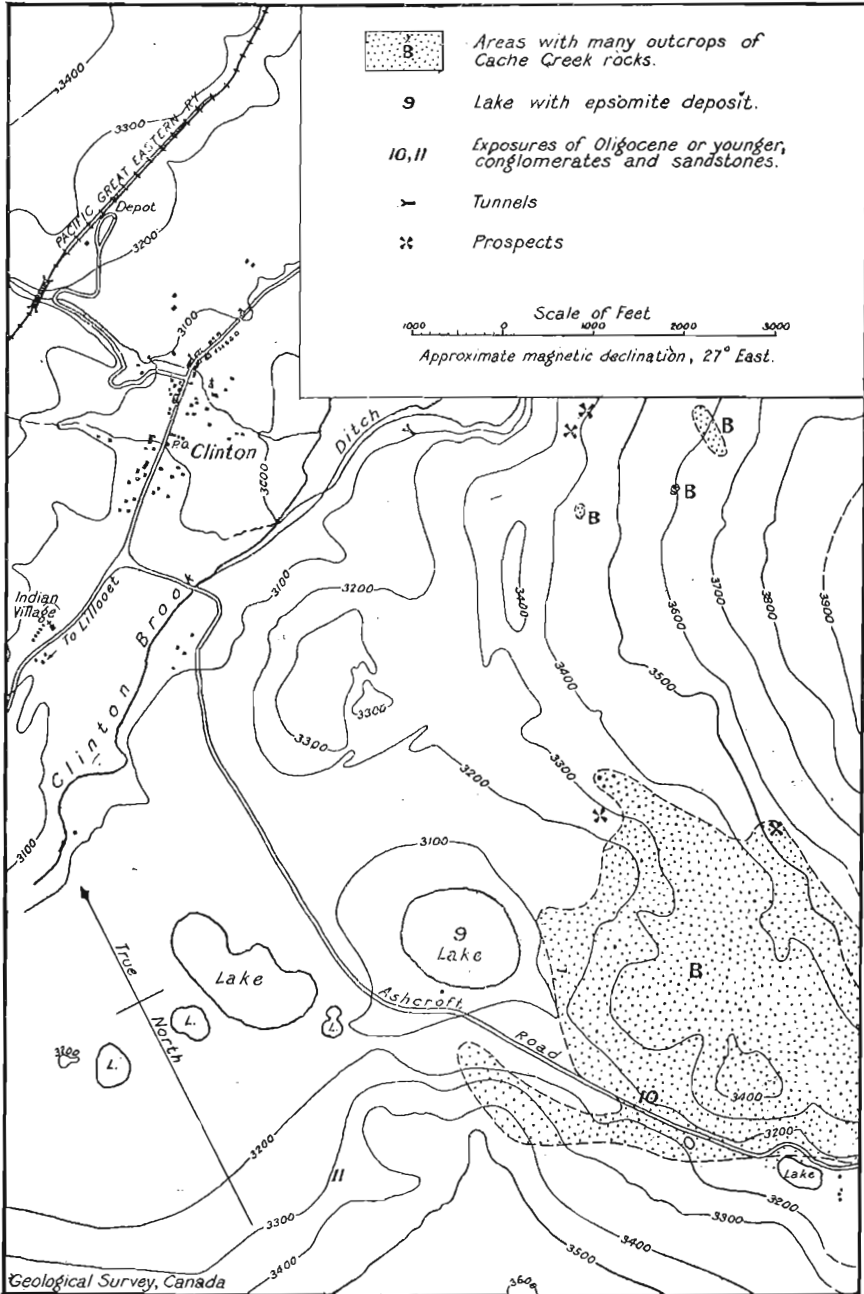 B
Areas with many outcrops of
Cache Creek rocks.
9
Lake with epsomite deposit.
10, 11
Exposures of Oligocene or younger,
conglomerates and sandstones.
Tunnels
Prospects
Scale of Feet
1000 0 1000 2000 3000
Approximate magnetic declination, 27° East.
3400
3300
PACIFIC GREAT EASTERN RY
Depot
3200
3100
P.O.
Clinton
3000
Ditch
B
B
B
3100
3200
3400
3600
3700
3800
3900
Indian
Village
To Lillooet
Clinton Brook
3400
3500
3300
3300
3200
3300
3100
3100
9
Lake
Lake
B
True North
Ashcroft Road
L.
L.
L.
3200
3400
10
3200
3200
11
Lake
3200
3300
3300
3400
3400
3500
3600
Geological Survey, Canada